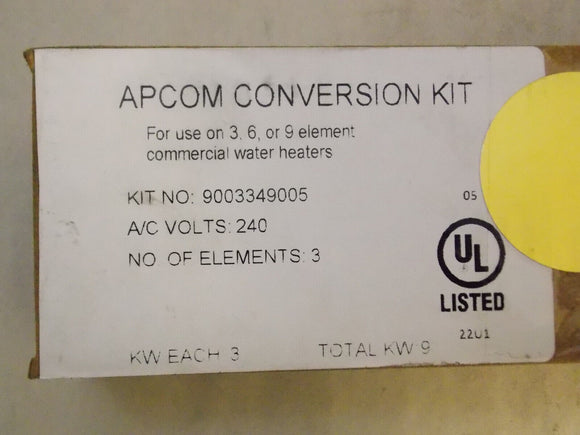 APCOM CONVERSION KIT
For use on 3, 6, or 9 element
commercial water heaters
KIT NO: 9003349005
05
A/C VOLTS: 240
NO OF ELEMENTS: 3
UL
LISTED
2201
KW EACH 3
TOTAL KW 9